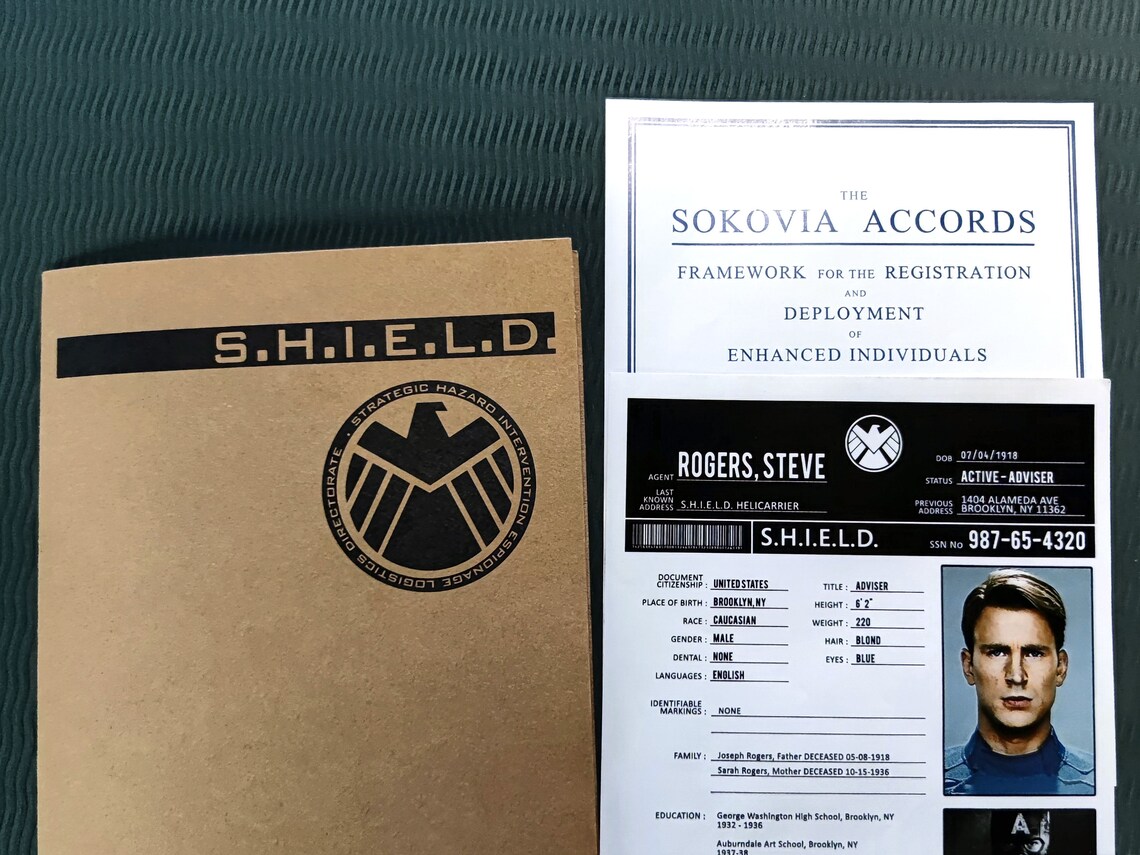 S.H.I.E.L.D.
STRATEGIC HAZARD INTERVENTION ESPIONAGE LOGISTICS DIRECTORATE
THE
SOKOVIA ACCORDS
FRAMEWORK FOR THE REGISTRATION
AND
DEPLOYMENT
OF
ENHANCED INDIVIDUALS
AGENT ROGERS, STEVE
LAST KNOWN ADDRESS S.H.I.E.L.D. HELICARRIER
DOB 07/04/1918
STATUS ACTIVE - ADVISER
PREVIOUS ADDRESS 1404 ALAMEDA AVE
BROOKLYN, NY 11362
S.H.I.E.L.D.
SSN No 987-65-4320
DOCUMENT CITIZENSHIP : UNITED STATES
PLACE OF BIRTH : BROOKLYN,NY
RACE : CAUCASIAN
GENDER : MALE
DENTAL : NONE
LANGUAGES : ENGLISH
TITLE : ADVISER
HEIGHT : 6' 2"
WEIGHT : 220
HAIR : BLOND
EYES : BLUE
IDENTIFIABLE MARKINGS : NONE
FAMILY : Joseph Rogers, Father DECEASED 05-08-1918
Sarah Rogers, Mother DECEASED 10-15-1936
EDUCATION : George Washington High School, Brooklyn, NY
1932 - 1936
Auburndale Art School, Brooklyn, NY
1937-38
A